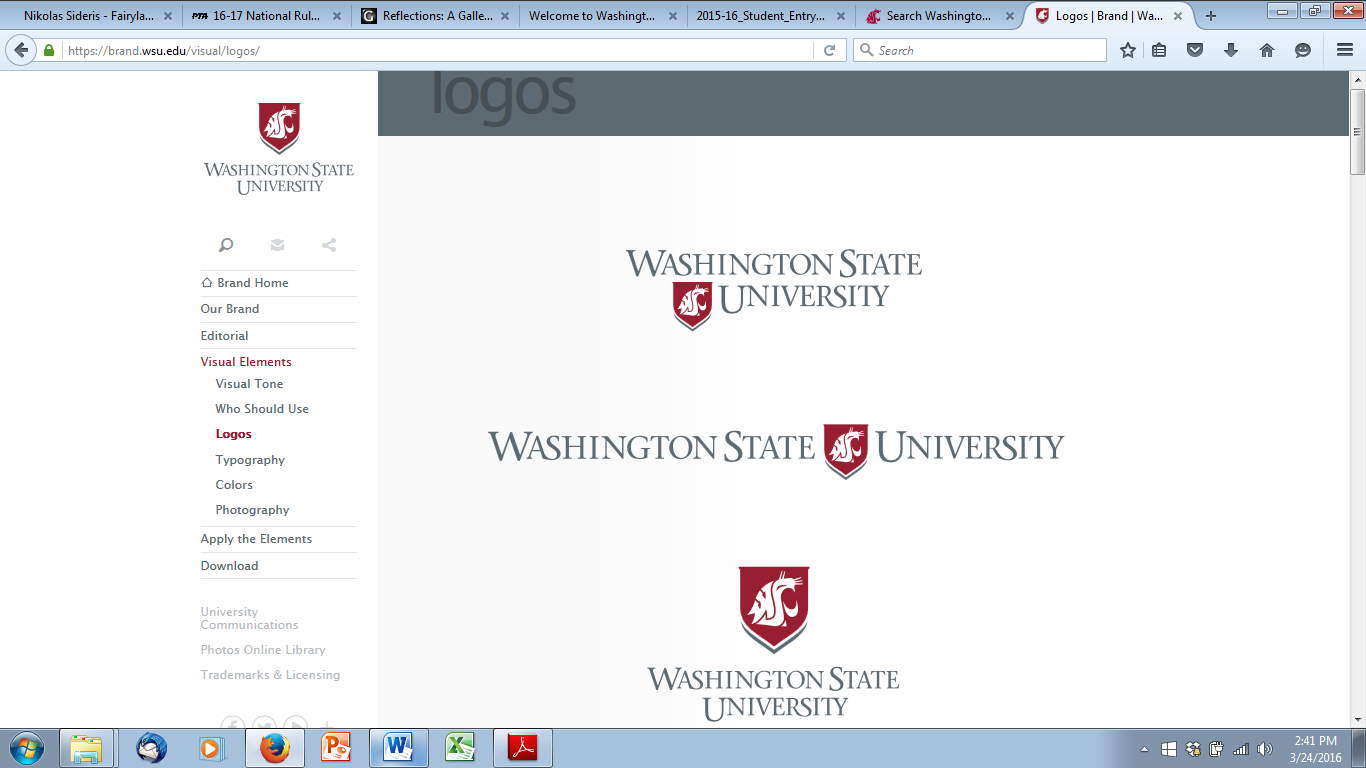 Nikolas Sideris - Fairyla...
PTA 16-17 National Rul...
G Reflections: A Galle...
Welcome to Washingt...
2015-16_Student_Entry...
Search Washingto...
Logos | Brand | Wa...
https://brand.wsu.edu/visual/logos/
Search
logos
WASHINGTON STATE
UNIVERSITY
Brand Home
Our Brand
Editorial
Visual Elements
Visual Tone
Who Should Use
Logos
Typography
Colors
Photography
Apply the Elements
Download
University
Communications
Photos Online Library
Trademarks & Licensing
WASHINGTON STATE
UNIVERSITY
WASHINGTON STATE UNIVERSITY
WASHINGTON STATE
UNIVERSITY
2:41 PM
3/24/2016